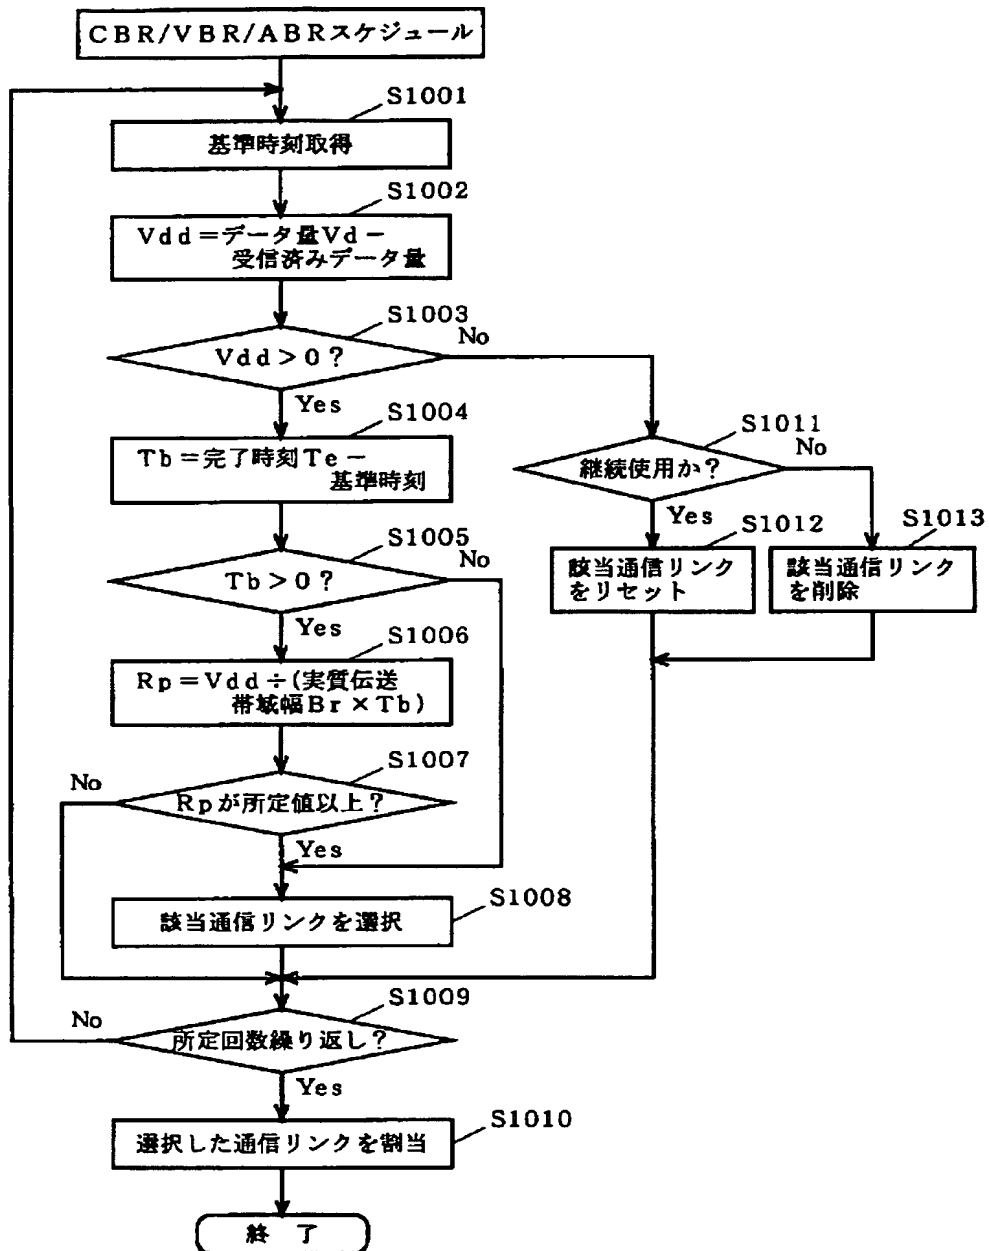 CBR/VBR/ABRスケジュール
S1001
基準時刻取得
S1002
Vdd=データ量Vd−
受信済みデータ量
S1003
Vdd>0?
No
Yes
S1004
Tb=完了時刻Te−
基準時刻
S1011
継続使用か?
No
Yes
S1005
Tb>0?
No
Yes
S1012
該当通信リンク
をリセット
S1013
該当通信リンク
を削除
S1006
Rp=Vdd÷(実質伝送
帯域幅Br×Tb)
S1007
Rpが所定値以上?
No
Yes
S1008
該当通信リンクを選択
S1009
所定回数繰り返し?
No
Yes
S1010
選択した通信リンクを割当
終 了